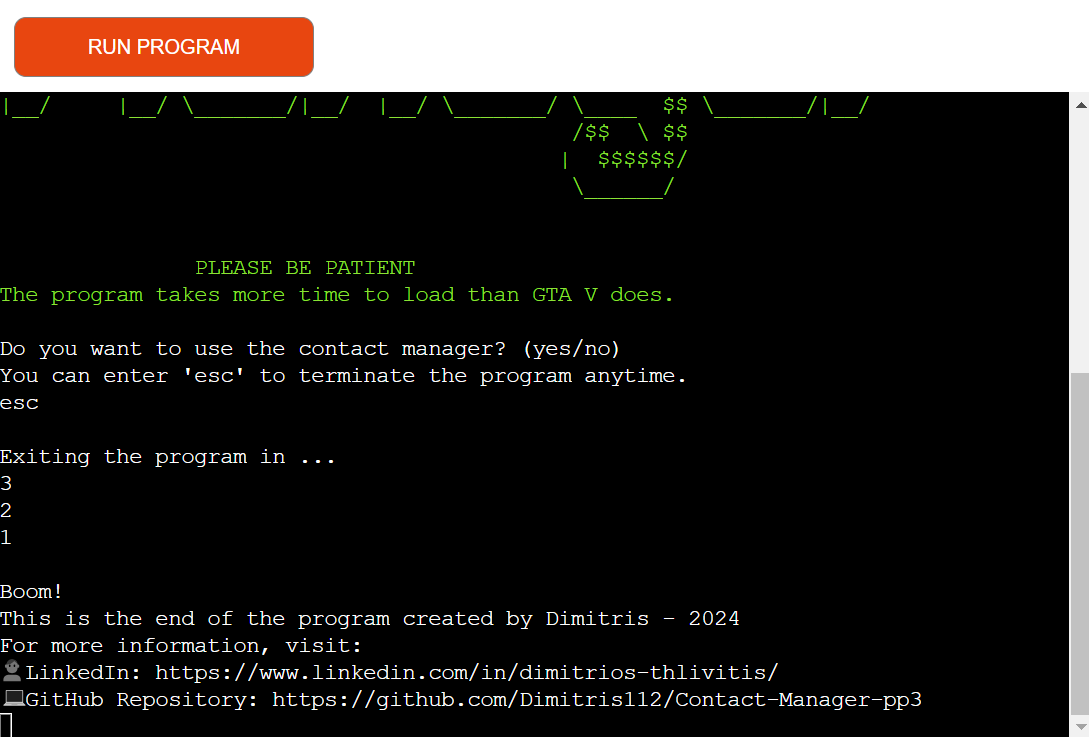 RUN PROGRAM
|__/     |__/ \_______/|__/  |__/ \_______/ \____  $$ \_______/|__/
/$$  \ $$
|  $$$$$$/
\______/
PLEASE BE PATIENT
The program takes more time to load than GTA V does.
Do you want to use the contact manager? (yes/no)
You can enter 'esc' to terminate the program anytime.
esc
Exiting the program in ...
3
2
1
Boom!
This is the end of the program created by Dimitris - 2024
For more information, visit:
LinkedIn: https://www.linkedin.com/in/dimitrios-thlivitis/
GitHub Repository: https://github.com/Dimitris112/Contact-Manager-pp3